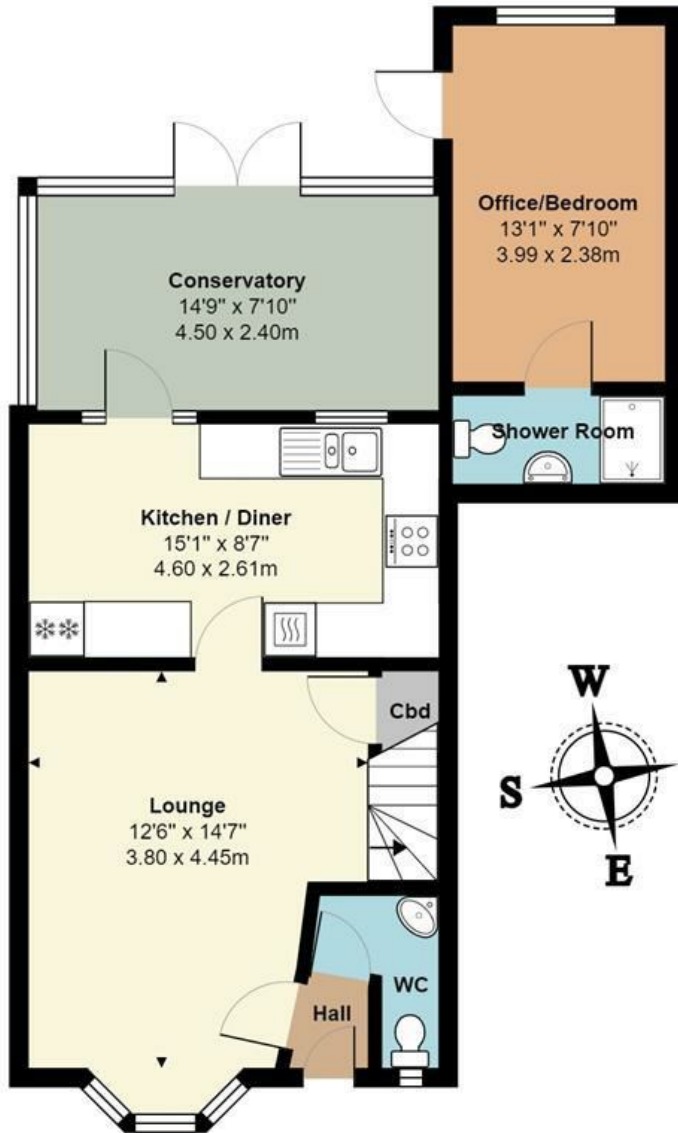 Office/Bedroom
13'1" x 7'10"
3.99 x 2.38m
Conservatory
14'9" x 7'10"
4.50 x 2.40m
Shower Room
Kitchen / Diner
15'1" x 8'7"
4.60 x 2.61m
Cbd
Lounge
12'6" x 14'7"
3.80 x 4.45m
WC
Hall
W
S
E